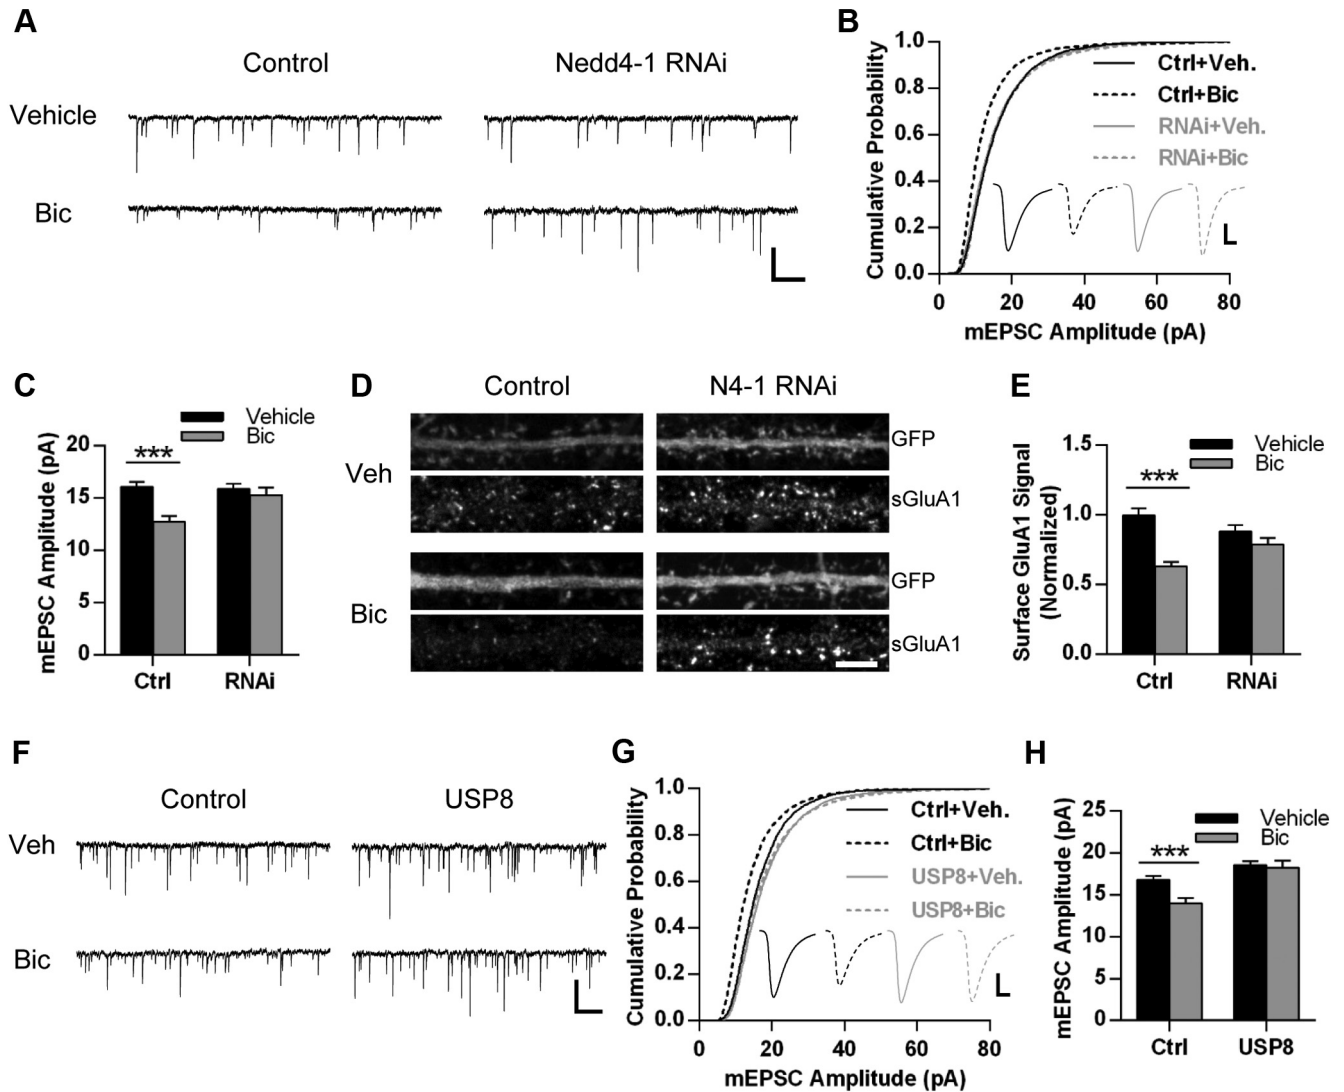 A
Control
Nedd4-1 RNAi
Vehicle
Bic
B
Cumulative Probability
1.0
0.8
0.6
0.4
0.2
0.0
Ctrl+Veh.
Ctrl+Bic
RNAi+Veh.
RNAi+Bic
0 20 40 60 80
mEPSC Amplitude (pA)
C
Vehicle
Bic
mEPSC Amplitude (pA)
20
15
10
5
0
***
Ctrl RNAi
D
Control
N4-1 RNAi
Veh
GFP
sGluA1
Bic
GFP
sGluA1
E
Vehicle
Bic
Surface GluA1 Signal
(Normalized)
1.5
1.0
0.5
0.0
***
Ctrl RNAi
F
Control
USP8
Veh
Bic
G
Cumulative Probability
1.0
0.8
0.6
0.4
0.2
0.0
Ctrl+Veh.
Ctrl+Bic
USP8+Veh.
USP8+Bic
0 20 40 60 80
mEPSC Amplitude (pA)
H
Vehicle
Bic
mEPSC Amplitude (pA)
25
20
15
10
5
0
***
Ctrl USP8